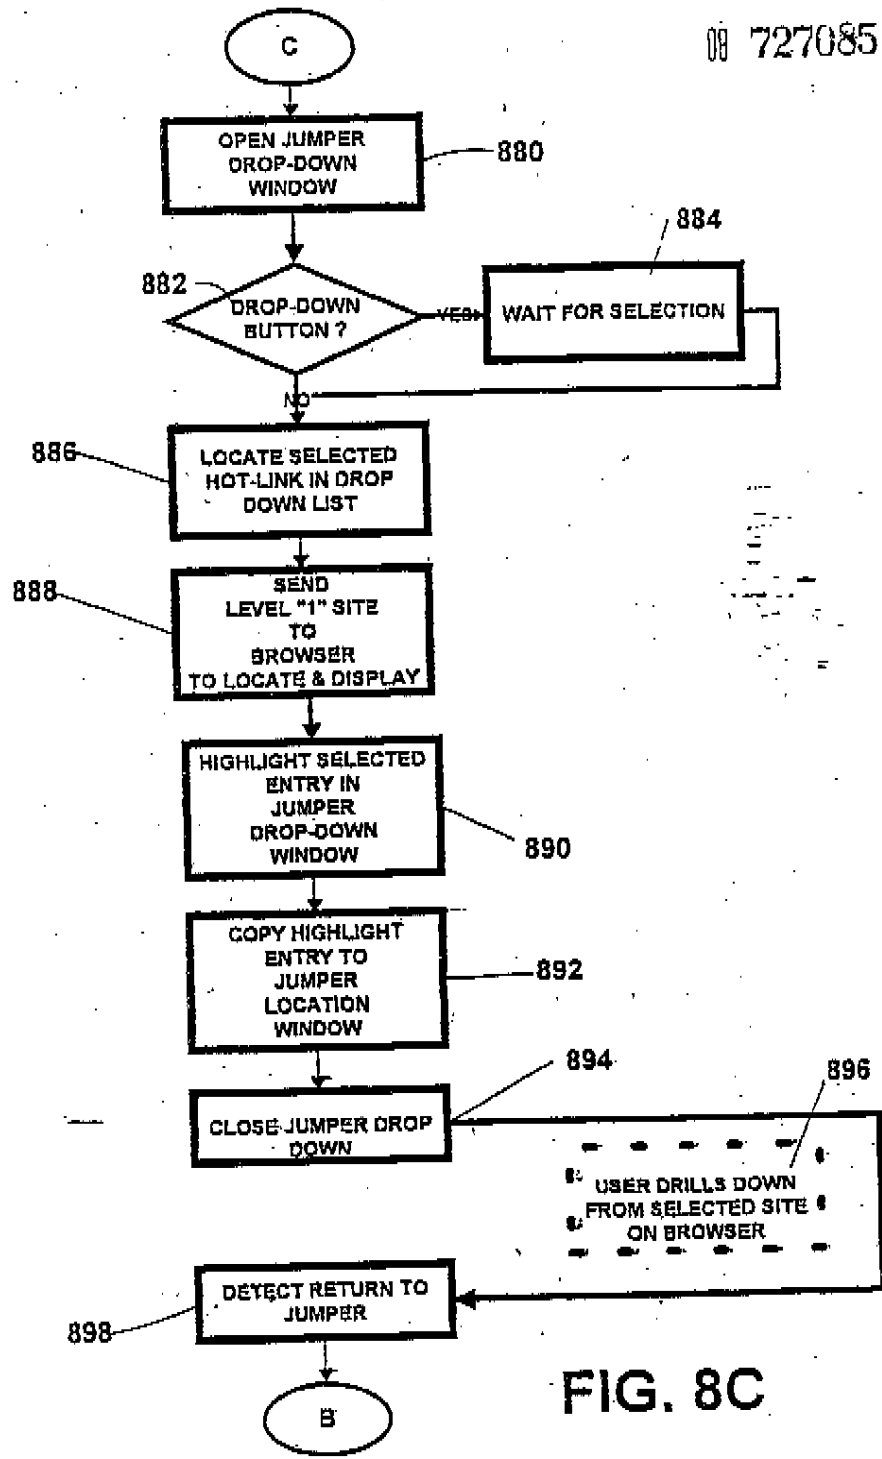 08 727085
C
OPEN JUMPER
DROP-DOWN
WINDOW
880
884
882
DROP-DOWN
BUTTON ?
YES
WAIT FOR SELECTION
NO
886
LOCATE SELECTED
HOT-LINK IN DROP
DOWN LIST
888
SEND
LEVEL "1" SITE
TO
BROWSER
TO LOCATE & DISPLAY
HIGHLIGHT SELECTED
ENTRY IN
JUMPER
DROP-DOWN
WINDOW
890
COPY HIGHLIGHT
ENTRY TO
JUMPER
LOCATION
WINDOW
892
894
896
CLOSE JUMPER DROP
DOWN
USER DRILLS DOWN
FROM SELECTED SITE
ON BROWSER
DETECT RETURN TO
JUMPER
898
B
FIG. 8C